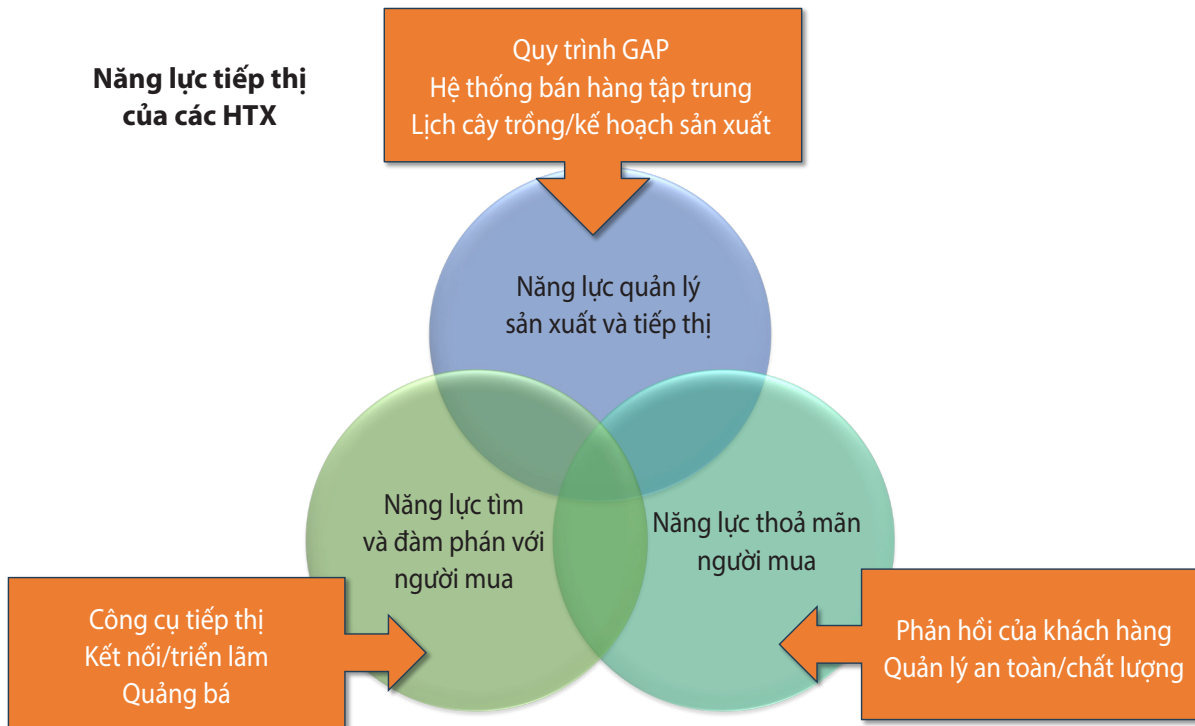 Năng lực tiếp thị
của các HTX
Quy trình GAP
Hệ thống bán hàng tập trung
Lịch cây trồng/kế hoạch sản xuất
Năng lực quản lý
sản xuất và tiếp thị
Năng lực tìm
và đàm phán với
người mua
Năng lực thoả mãn
người mua
Công cụ tiếp thị
Kết nối/triển lãm
Quảng bá
Phản hồi của khách hàng
Quản lý an toàn/chất lượng